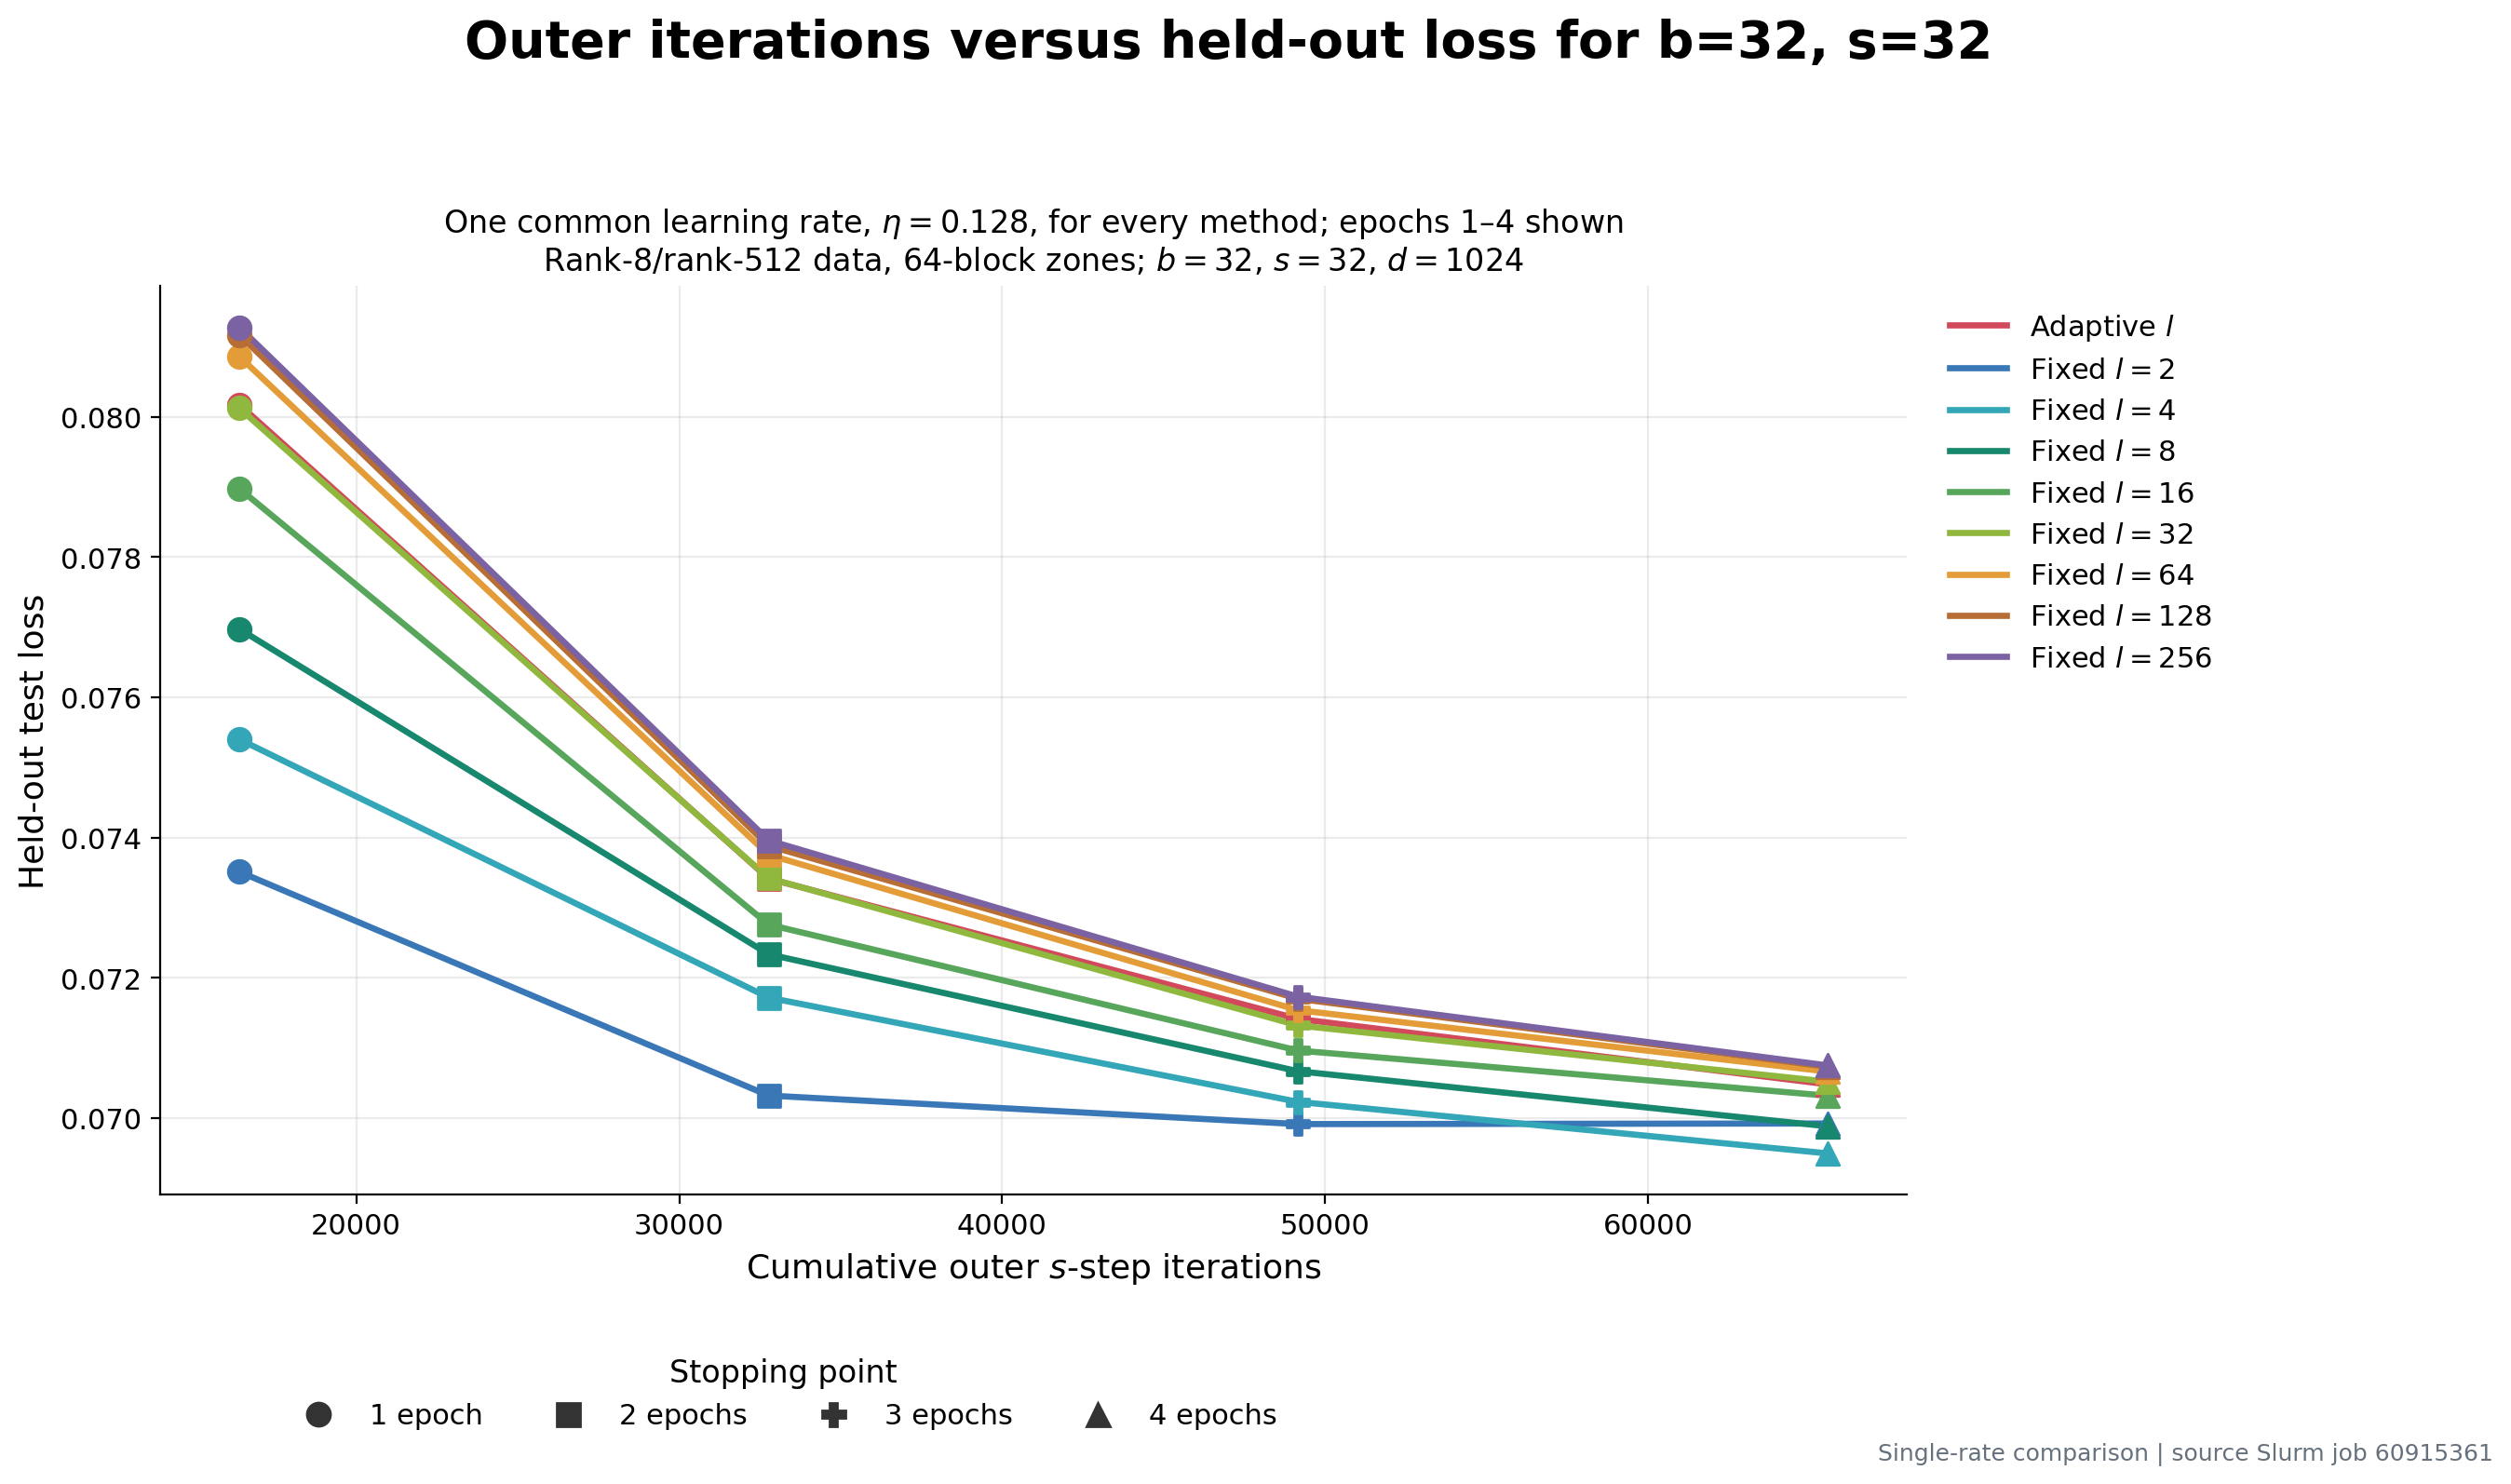 Outer iterations versus held-out loss for b=32, s=32
One common learning rate, η = 0.128, for every method; epochs 1–4 shown
Rank-8/rank-512 data, 64-block zones; b = 32, s = 32, d = 1024
Held-out test loss
0.080
0.078
0.076
0.074
0.072
0.070
20000
30000
40000
50000
60000
Cumulative outer s-step iterations
Adaptive l
Fixed l = 2
Fixed l = 4
Fixed l = 8
Fixed l = 16
Fixed l = 32
Fixed l = 64
Fixed l = 128
Fixed l = 256
Stopping point
1 epoch
2 epochs
3 epochs
4 epochs
Single-rate comparison | source Slurm job 60915361